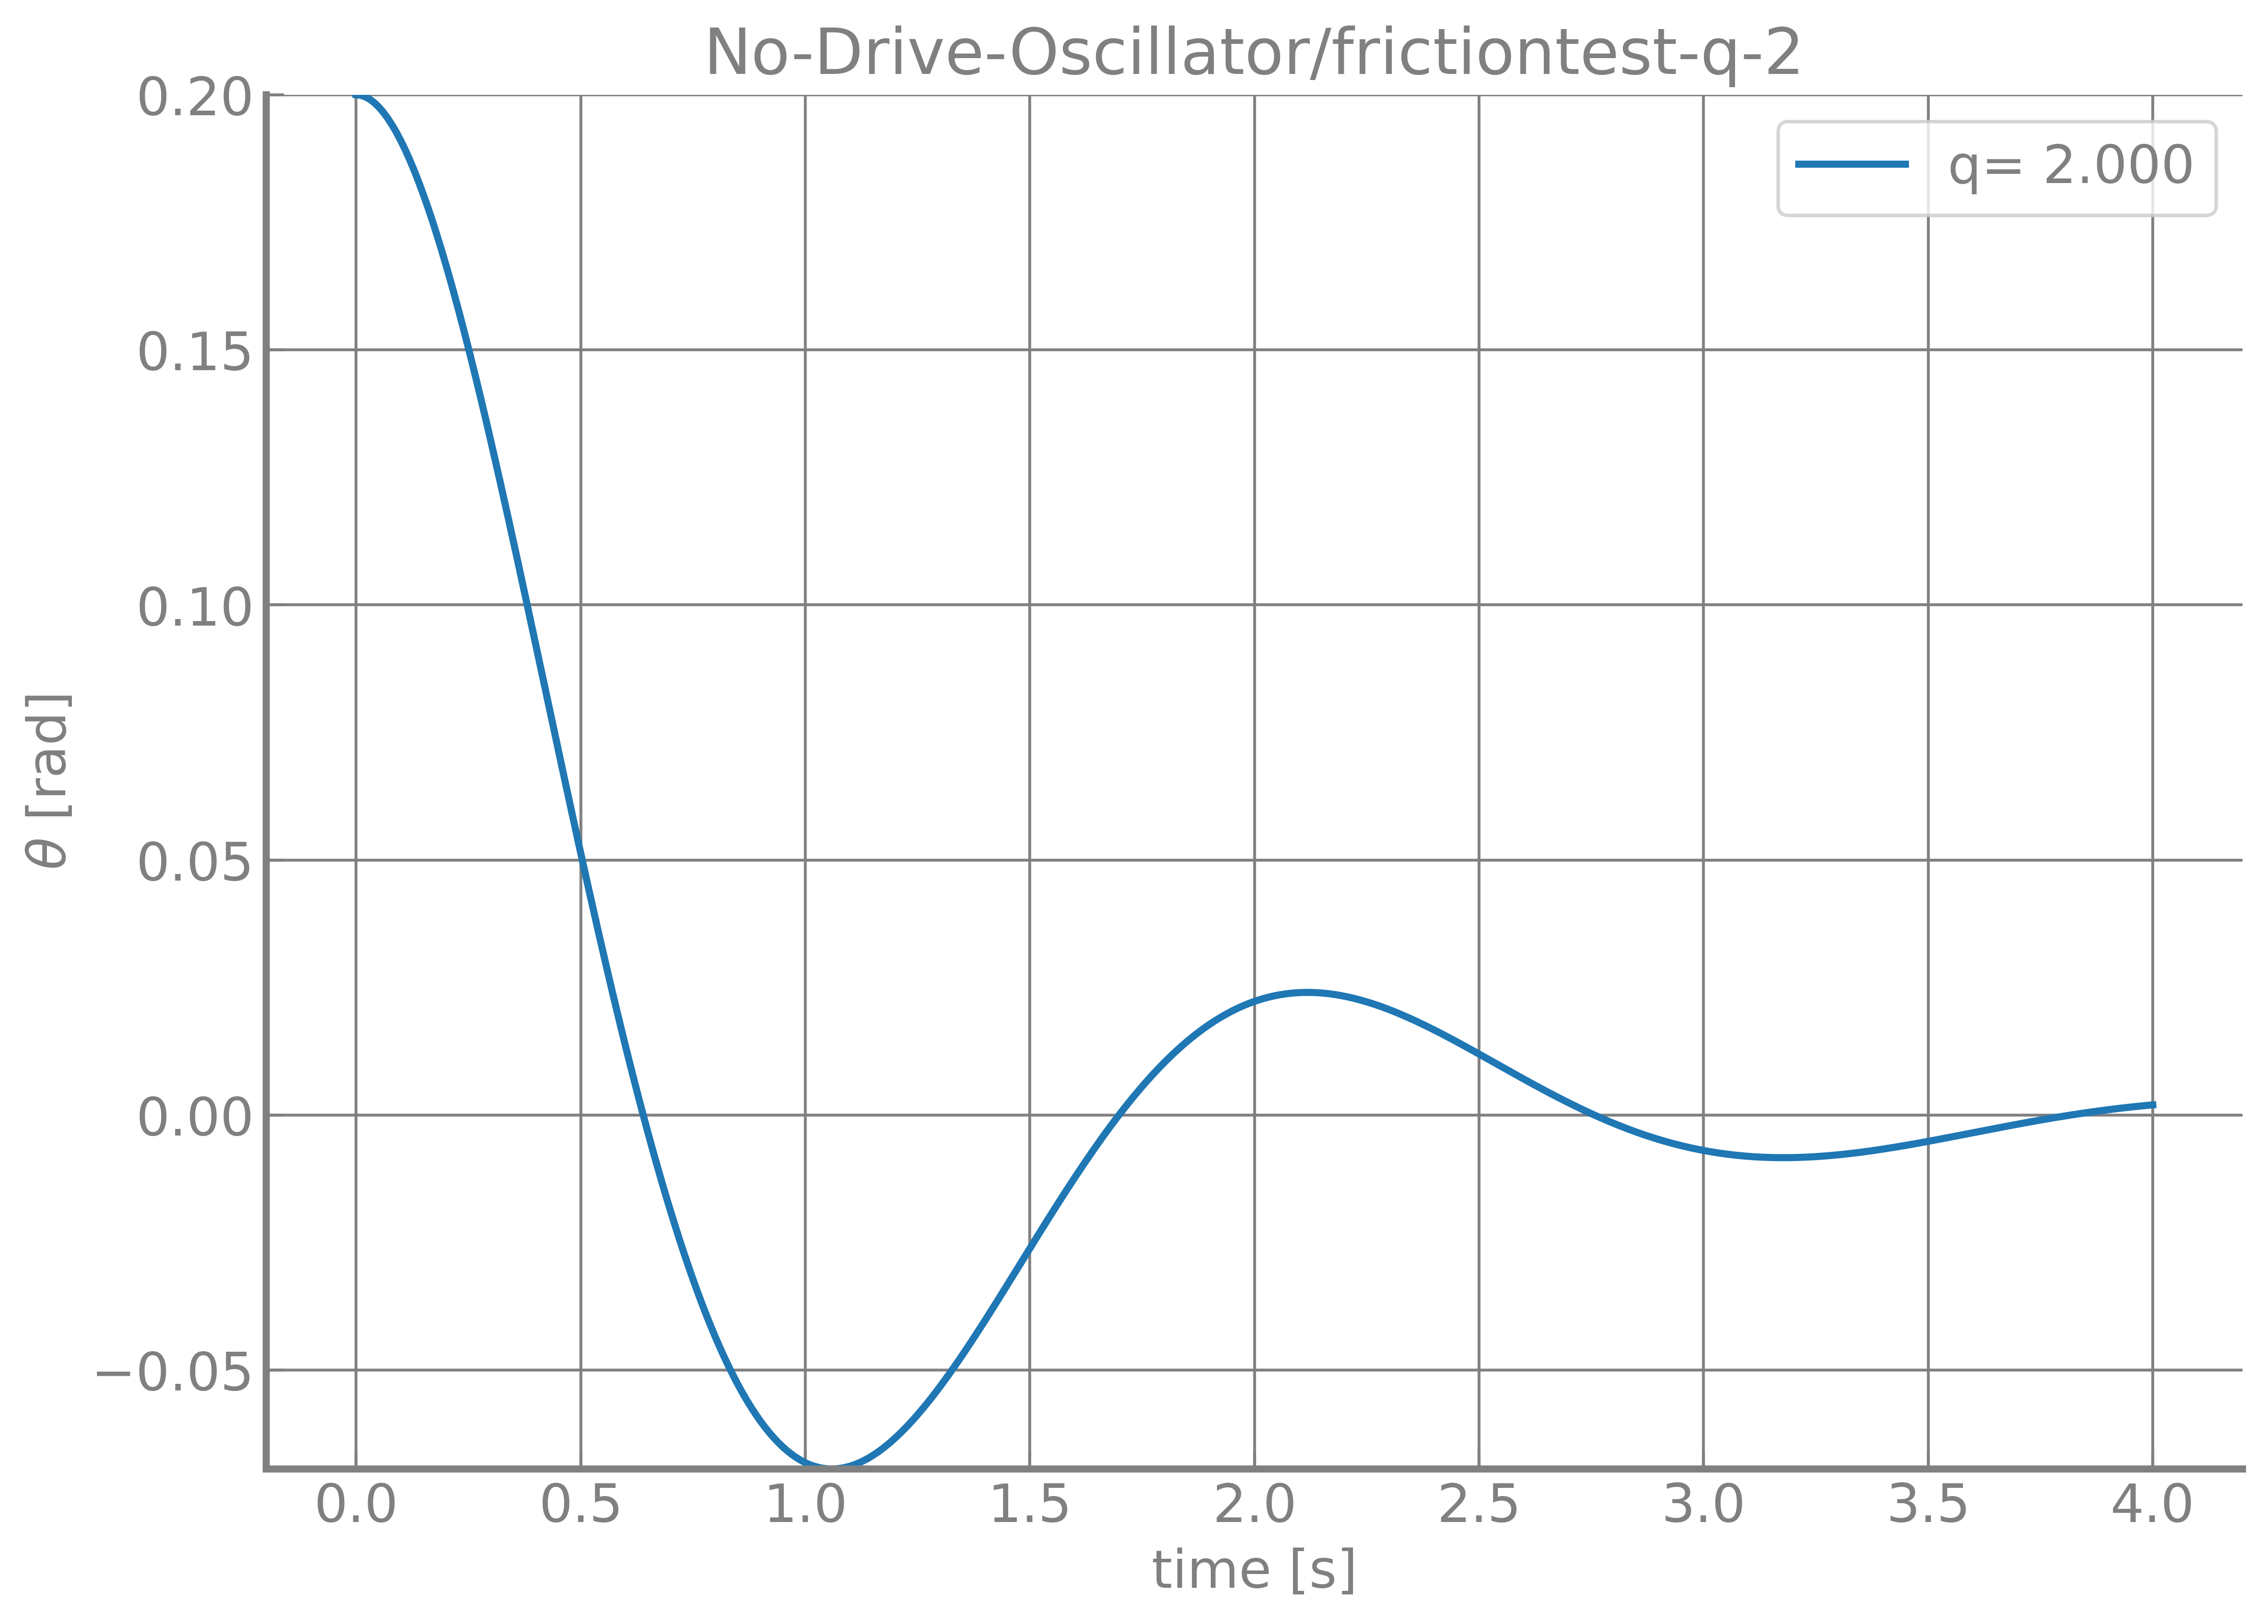 No-Drive-Oscillator/frictiontest-q-2
q= 2.000
θ [rad]
0.20
0.15
0.10
0.05
0.00
−0.05
0.0 0.5 1.0 1.5 2.0 2.5 3.0 3.5 4.0
time [s]